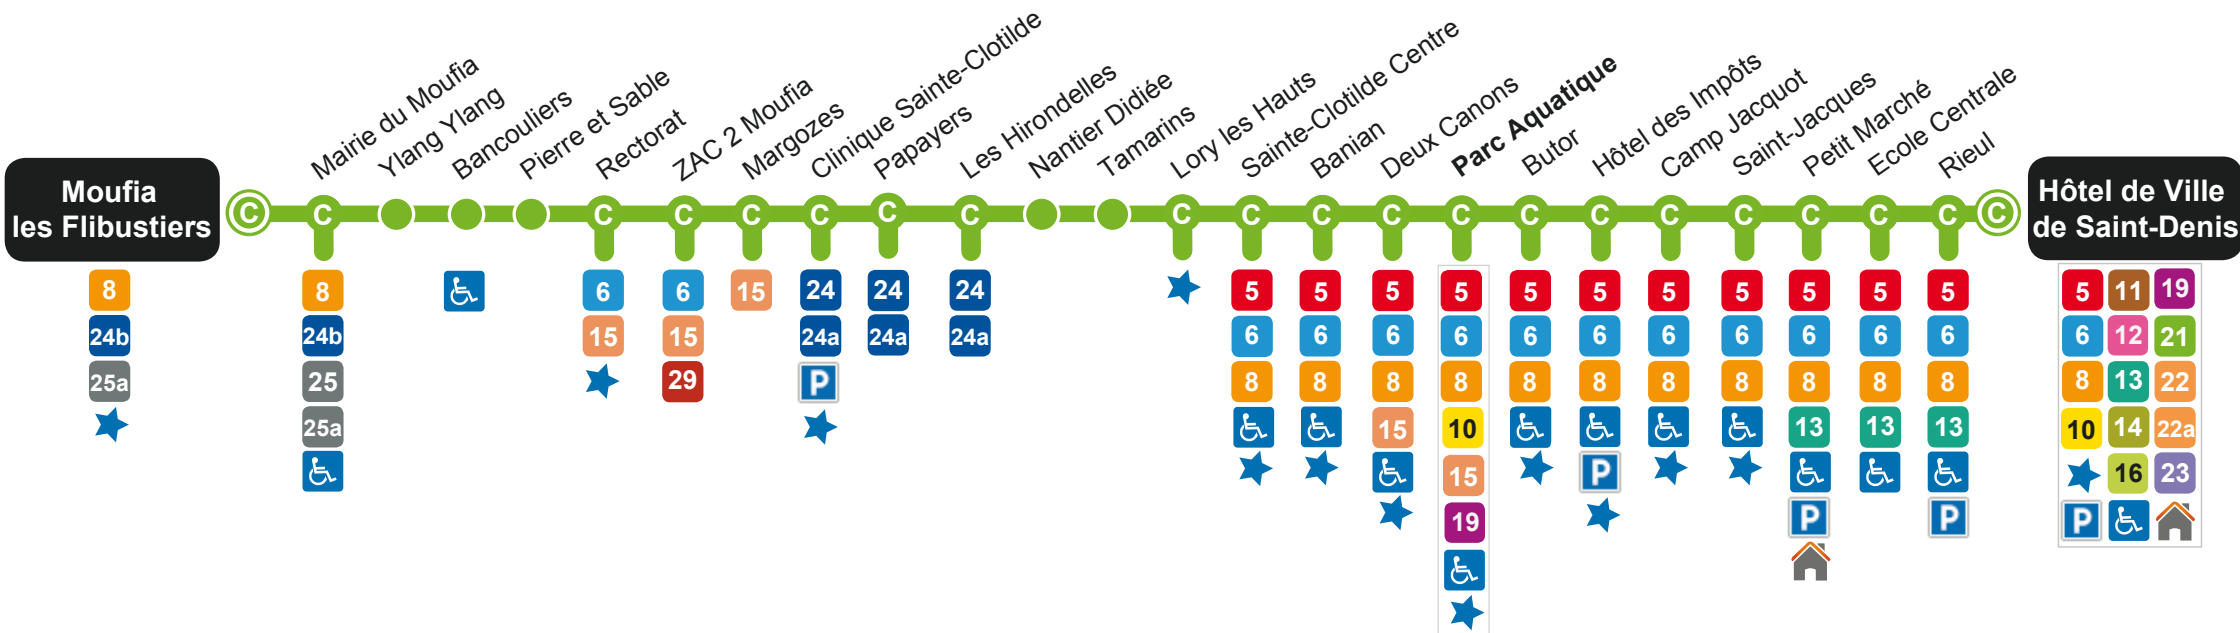 Mairie du Moufia
Ylang Ylang
Bancouliers
Pierre et Sable
Rectorat
ZAC 2 Moufia
Margozes
Clinique Sainte-Clotilde
Papayers
Les Hirondelles
Nantier Didiée
Tamarins
Lory les Hauts
Sainte-Clotilde Centre
Banian
Deux Canons
Parc Aquatique
Butor
Hôtel des Impôts
Camp Jacquot
Saint-Jacques
Petit Marché
Ecole Centrale
Rieul
Moufia
les Flibustiers
C C C C C C C C C C C C C C C C C C C C C
Hôtel de Ville
de Saint-Denis
8 8 6 6 15 24 24 24 5 5 5 5 5 5 5 5 5 5 5 5 11 19
24b 24b 15 15 24a 24a 24a 6 6 6 6 6 6 6 6 6 6 6 6 12 21
25a 25 29 P 8 8 8 8 8 8 8 8 8 8 8 8 13 22
25a 15 10 13 13 13 10 14 22a
15 P 16 19 23
19 P P P